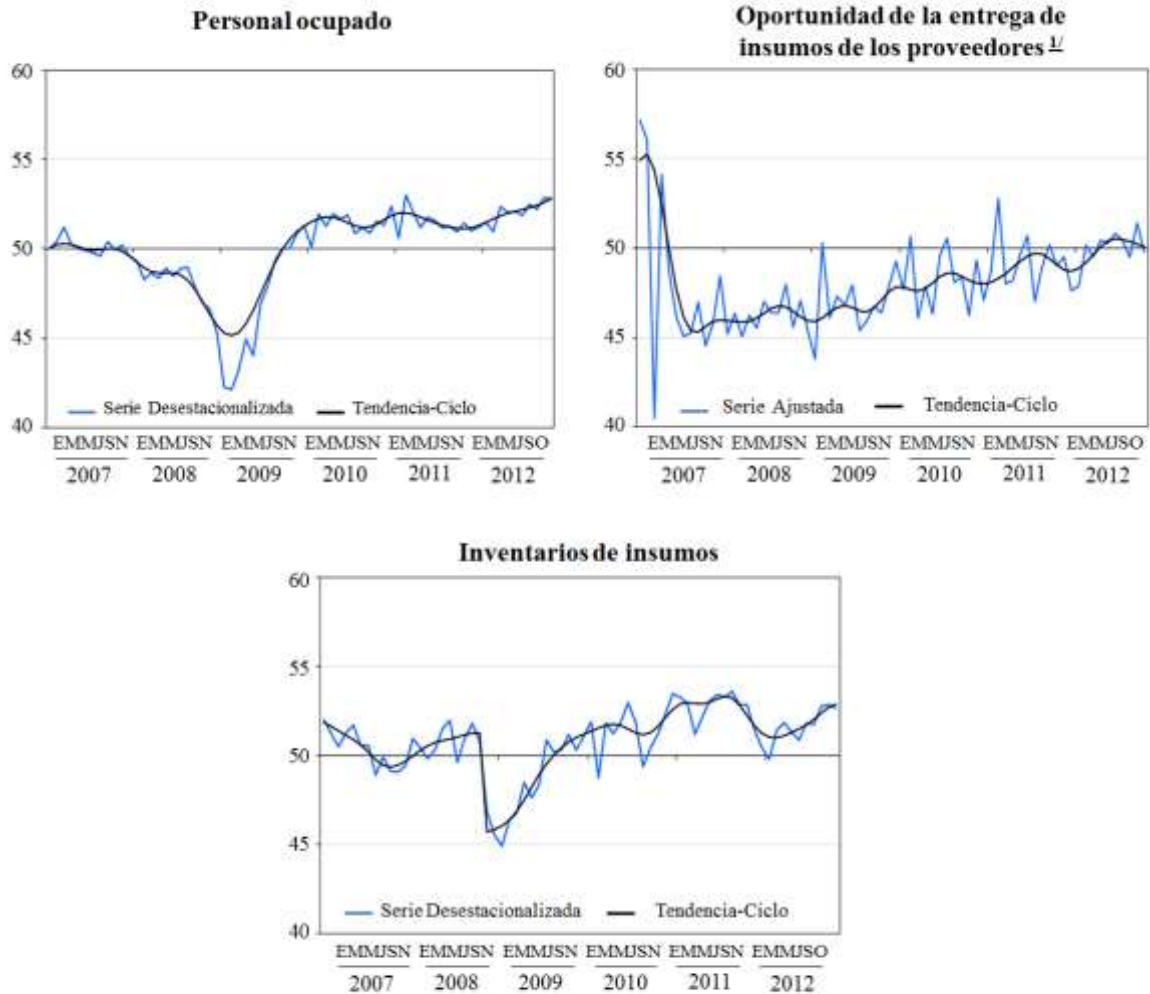 Personal ocupado
60
55
50
45
40
Serie Desestacionalizada
Tendencia-Ciclo
EMMJSN EMMJSN EMMJSN EMMJSN EMMJSN EMMJSO
2007 2008 2009 2010 2011 2012
Oportunidad de la entrega de
insumos de los proveedores 1/
60
55
50
45
40
Serie Ajustada
Tendencia-Ciclo
EMMJSN EMMJSN EMMJSN EMMJSN EMMJSN EMMJSO
2007 2008 2009 2010 2011 2012
Inventarios de insumos
60
55
50
45
40
Serie Desestacionalizada
Tendencia-Ciclo
EMMJSN EMMJSN EMMJSN EMMJSN EMMJSN EMMJSO
2007 2008 2009 2010 2011 2012